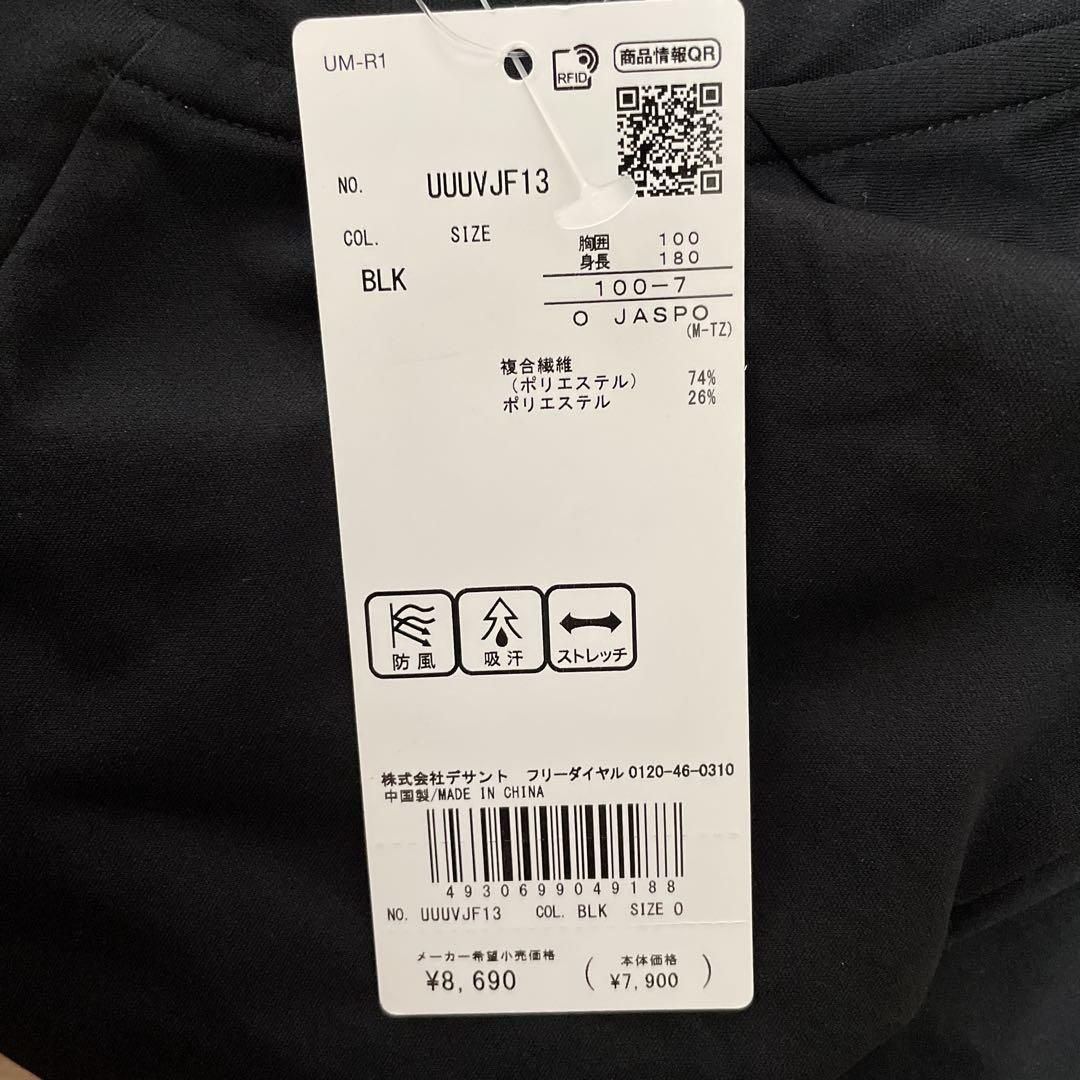 UM-R1
RFID
商品情報QR
NO. UUUVJF13
COL. SIZE
BLK
胸囲 100
身長 180
100-7
O JASPO
(M-TZ)
複合繊維
(ポリエステル) 74%
ポリエステル 26%
防風 吸汗 ストレッチ
株式会社デサント フリーダイヤル 0120-46-0310
中国製/MADE IN CHINA
4930699049188
NO. UUUVJF13 COL. BLK SIZE O
メーカー希望小売価格 本体価格
¥8,690 (¥7,900)